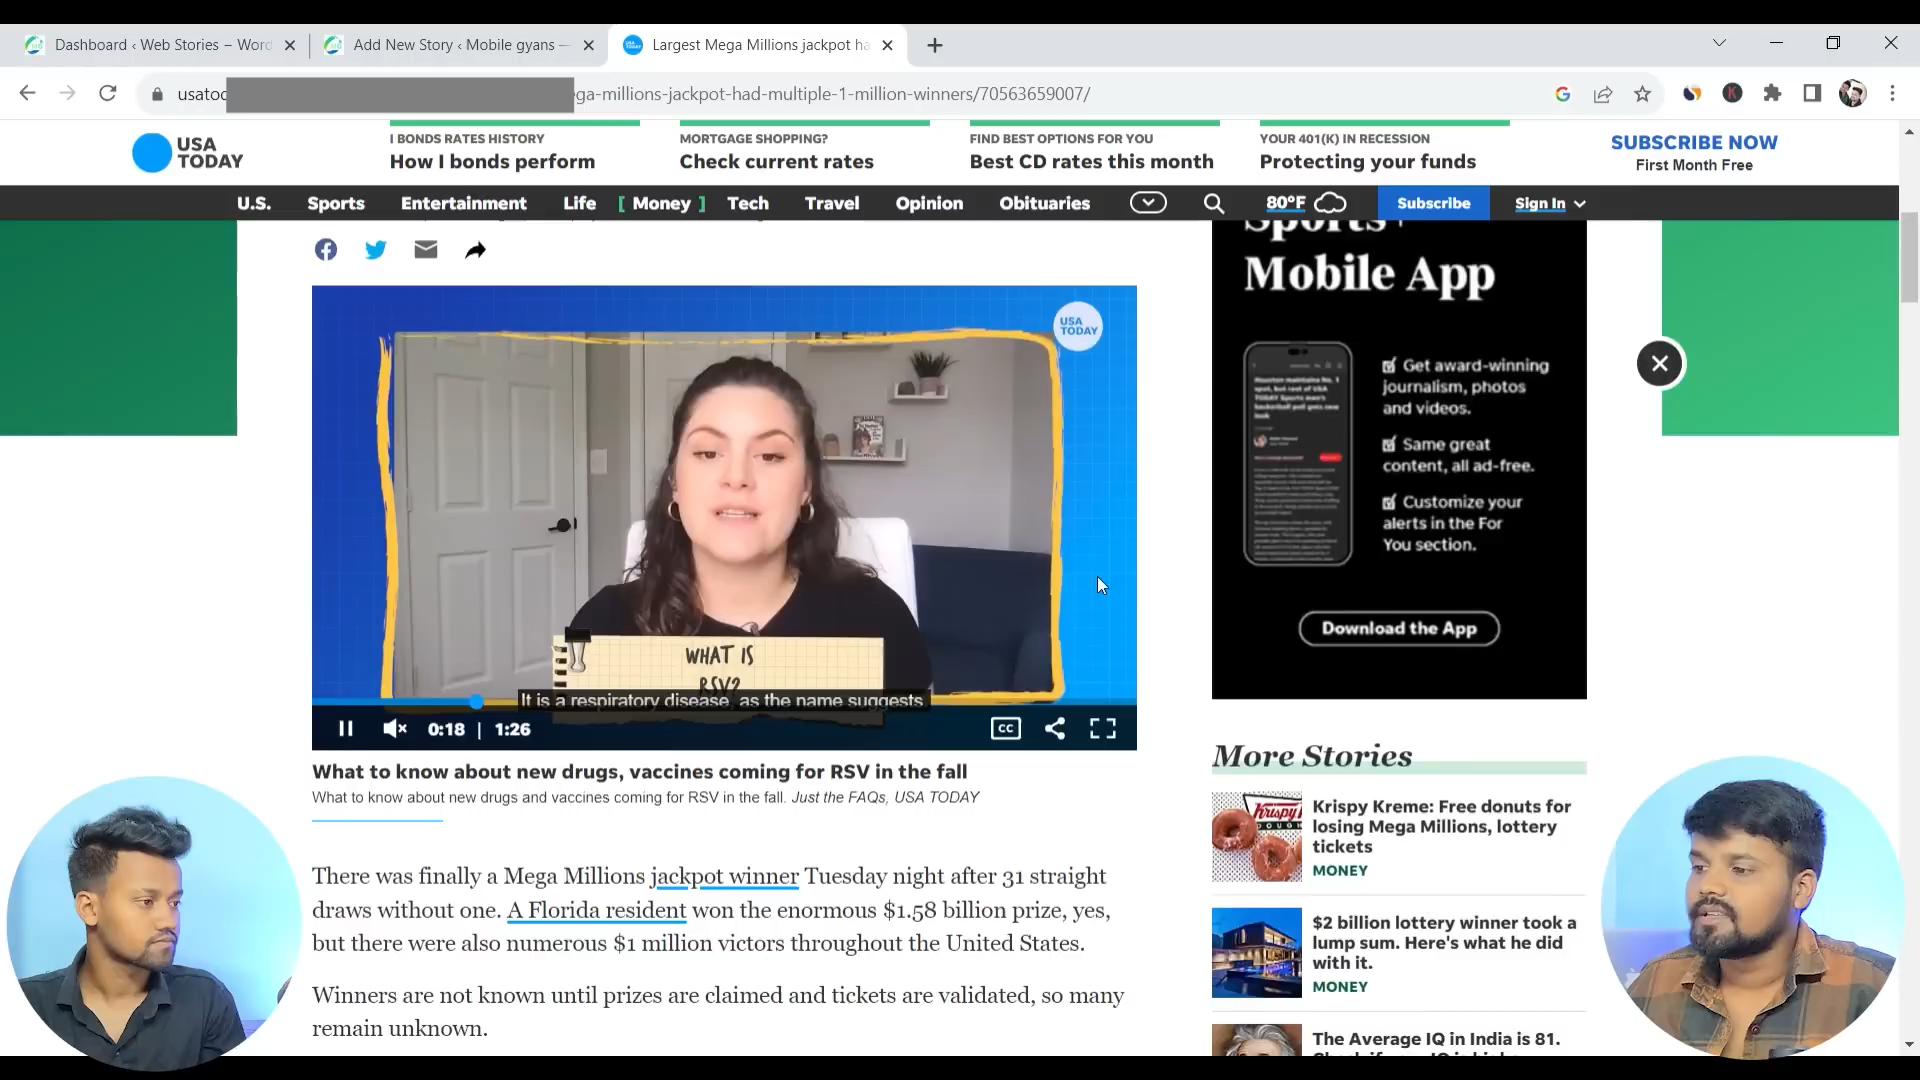 Dashboard ‹ Web Stories – Word
Add New Story ‹ Mobile gyans —
Largest Mega Millions jackpot ha
usatod
ga-millions-jackpot-had-multiple-1-million-winners/70563659007/
USA
TODAY
I BONDS RATES HISTORY
How I bonds perform
MORTGAGE SHOPPING?
Check current rates
FIND BEST OPTIONS FOR YOU
Best CD rates this month
YOUR 401(K) IN RECESSION
Protecting your funds
SUBSCRIBE NOW
First Month Free
U.S. Sports Entertainment Life [ Money ] Tech Travel Opinion Obituaries 80°F Subscribe Sign In
Mobile App
Get award-winning
journalism, photos
and videos.
Same great
content, all ad-free.
Customize your
alerts in the For
You section.
Download the App
USA
TODAY
WHAT IS
RSV?
It is a respiratory disease, as the name suggests
0:18 | 1:26
CC
What to know about new drugs, vaccines coming for RSV in the fall
What to know about new drugs and vaccines coming for RSV in the fall. Just the FAQs, USA TODAY
There was finally a Mega Millions jackpot winner Tuesday night after 31 straight
draws without one. A Florida resident won the enormous $1.58 billion prize, yes,
but there were also numerous $1 million victors throughout the United States.
Winners are not known until prizes are claimed and tickets are validated, so many
remain unknown.
More Stories
Krispy Kreme: Free donuts for
losing Mega Millions, lottery
tickets
MONEY
$2 billion lottery winner took a
lump sum. Here's what he did
with it.
MONEY
The Average IQ in India is 81.